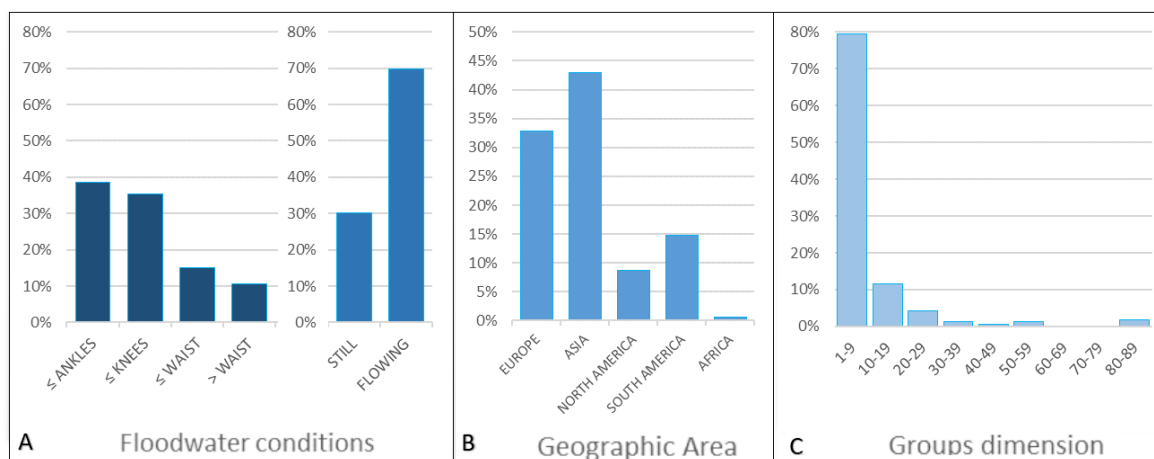 80%
70%
60%
50%
40%
30%
20%
10%
0%
≤ ANKLES
≤ KNEES
≤ WAIST
> WAIST
80%
70%
60%
50%
40%
30%
20%
10%
0%
STILL
FLOWING
A
Floodwater conditions
50%
45%
40%
35%
30%
25%
20%
15%
10%
5%
0%
EUROPE
ASIA
NORTH AMERICA
SOUTH AMERICA
AFRICA
B
Geographic Area
80%
70%
60%
50%
40%
30%
20%
10%
0%
1-9
10-19
20-29
30-39
40-49
50-59
60-69
70-79
80-89
C
Groups dimension